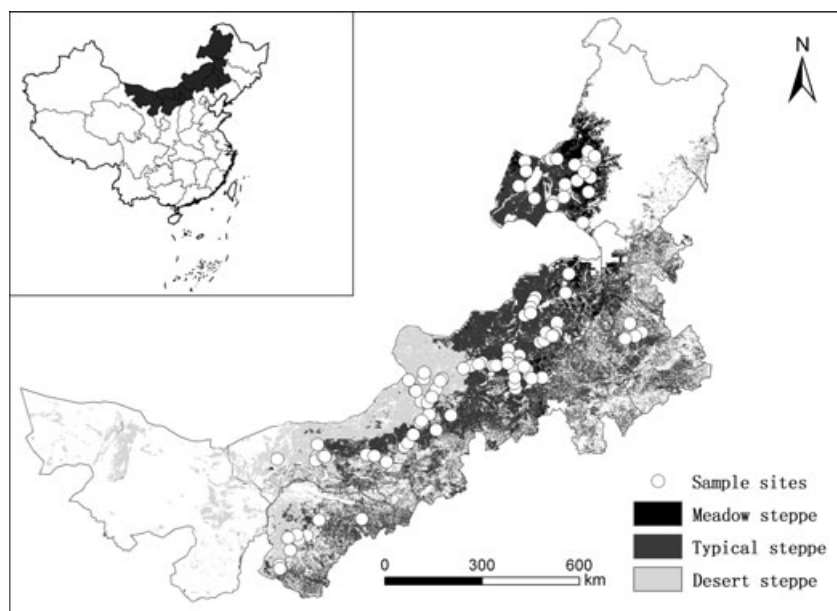 N
Sample sites
Meadow steppe
Typical steppe
Desert steppe
0 300 600
km